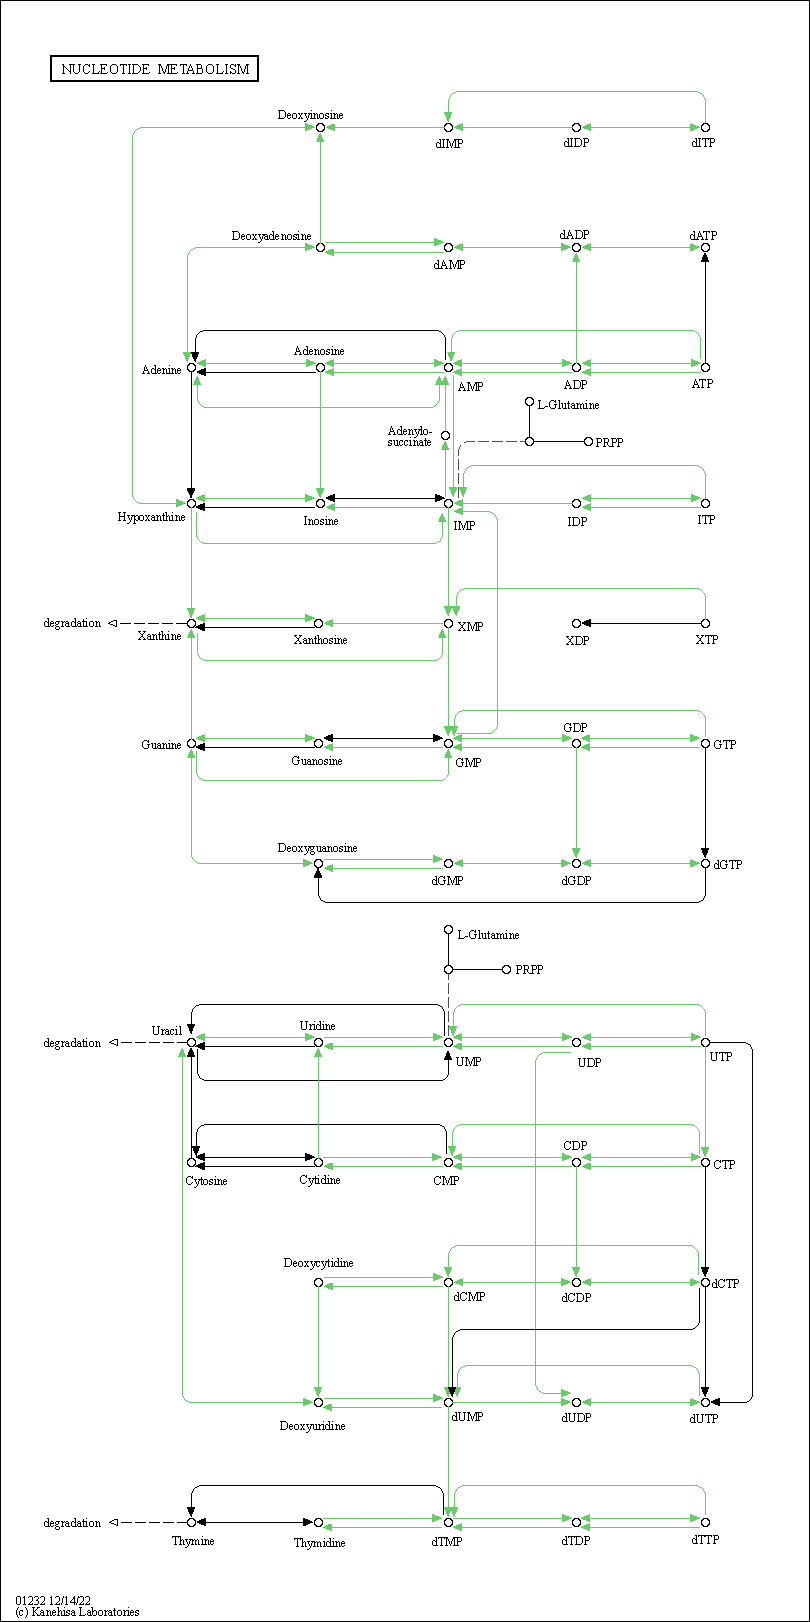 NUCLEOTIDE METABOLISM
Deoxyinosine
dIMP
dIDP
dITP
Deoxyadenosine
dAMP
dADP
dATP
Adenine
Adenosine
AMP
ADP
ATP
L-Glutamine
PRPP
Adenylo-
succinate
Hypoxanthine
Inosine
IMP
IDP
ITP
degradation
Xanthine
Xanthosine
XMP
XDP
XTP
Guanine
Guanosine
GMP
GDP
GTP
Deoxyguanosine
dGMP
dGDP
dGTP
L-Glutamine
PRPP
degradation
Uracil
Uridine
UMP
UDP
UTP
Cytosine
Cytidine
CMP
CDP
CTP
Deoxycytidine
dCMP
dCDP
dCTP
Deoxyuridine
dUMP
dUDP
dUTP
degradation
Thymine
Thymidine
dTMP
dTDP
dTTP
01232 12/14/22
(c) Kanehisa Laboratories